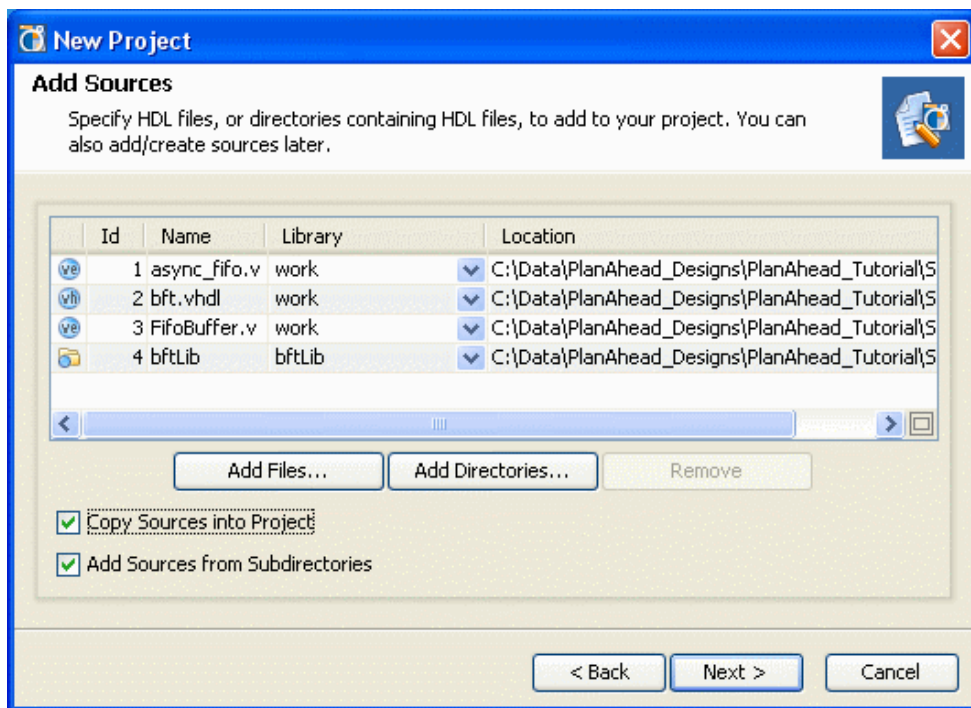 New Project
Add Sources
Specify HDL files, or directories containing HDL files, to add to your project. You can
also add/create sources later.
Id Name Library Location
ve 1 async_fifo.v work C:\Data\PlanAhead_Designs\PlanAhead_Tutorial\S
vh 2 bft.vhdl work C:\Data\PlanAhead_Designs\PlanAhead_Tutorial\S
ve 3 FifoBuffer.v work C:\Data\PlanAhead_Designs\PlanAhead_Tutorial\S
4 bftLib bftLib C:\Data\PlanAhead_Designs\PlanAhead_Tutorial\S
Add Files... Add Directories... Remove
Copy Sources into Project
Add Sources from Subdirectories
< Back Next > Cancel